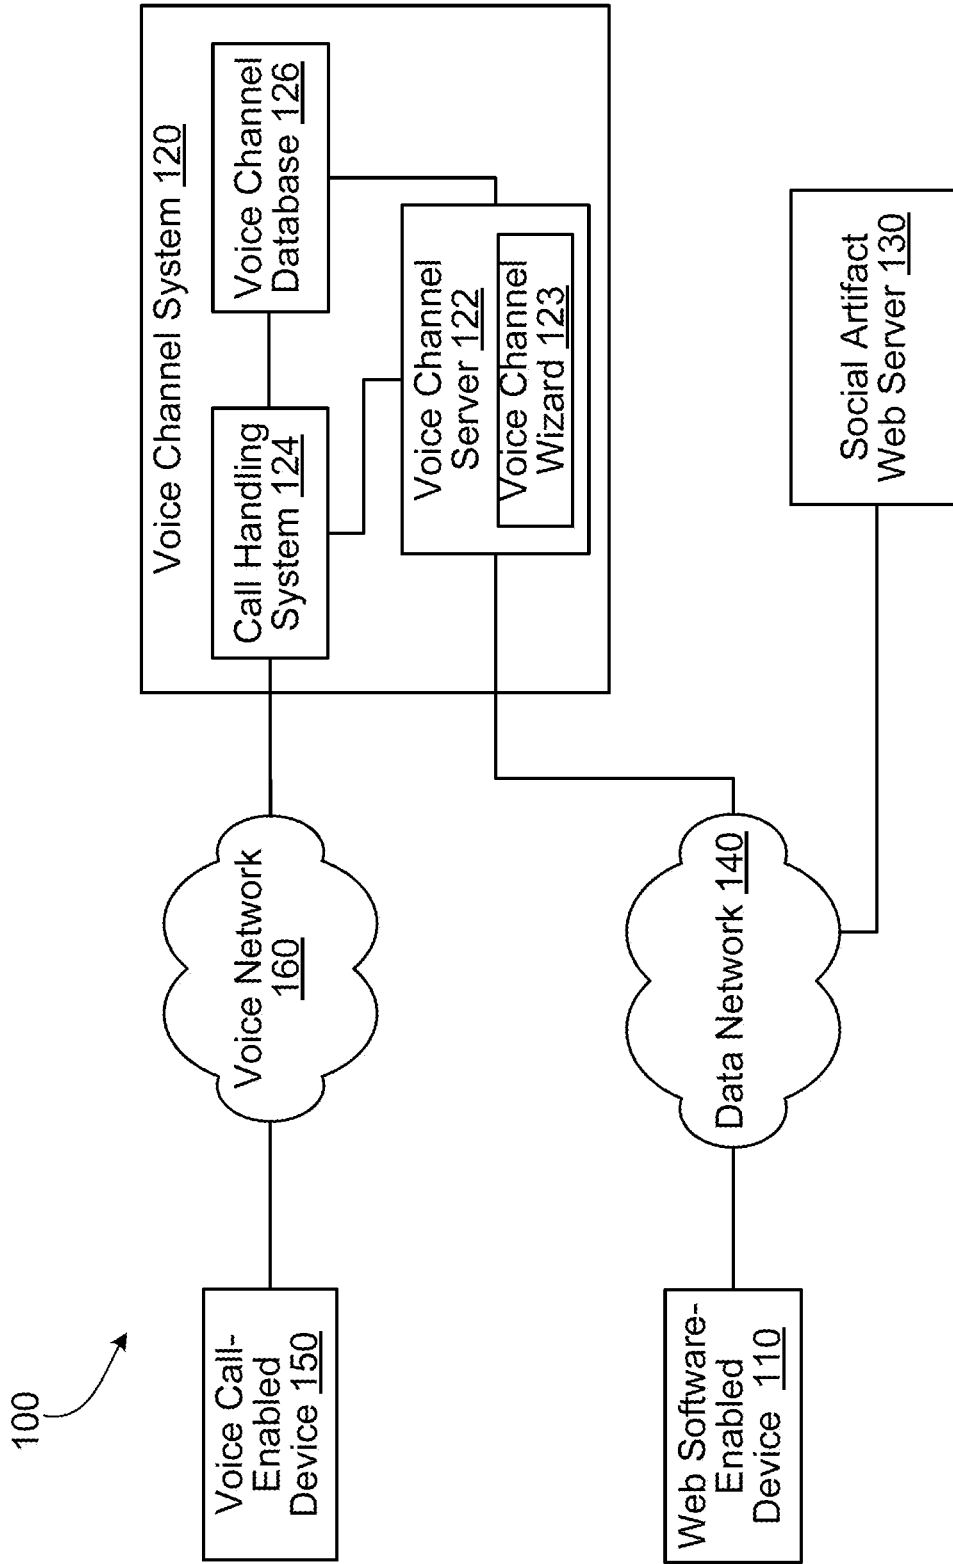 100
Voice Call-
Enabled
Device 150
Voice Network
160
Voice Channel System 120
Call Handling
System 124
Voice Channel
Database 126
Voice Channel
Server 122
Voice Channel
Wizard 123
Web Software-
Enabled
Device 110
Data Network 140
Social Artifact
Web Server 130